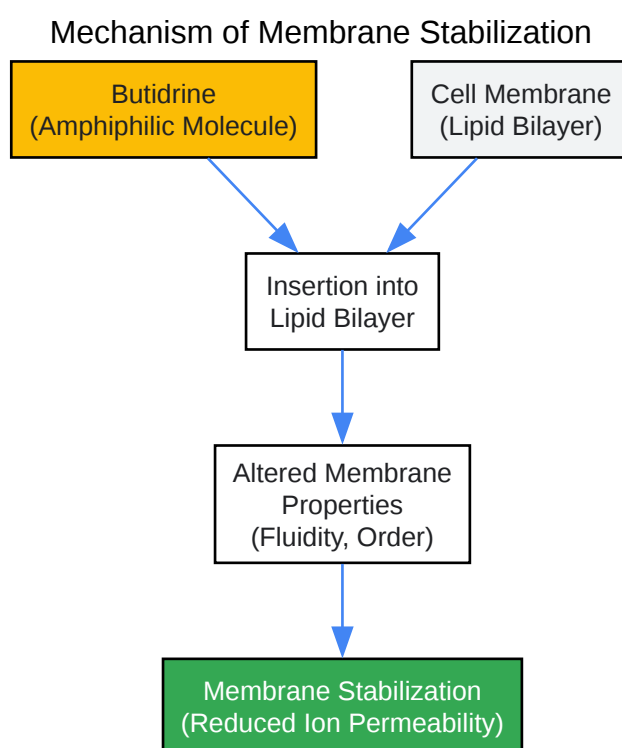 Mechanism of Membrane Stabilization
Butidrine
(Amphiphilic Molecule)
Cell Membrane
(Lipid Bilayer)
Insertion into
Lipid Bilayer
Altered Membrane
Properties
(Fluidity, Order)
Membrane Stabilization
(Reduced Ion Permeability)